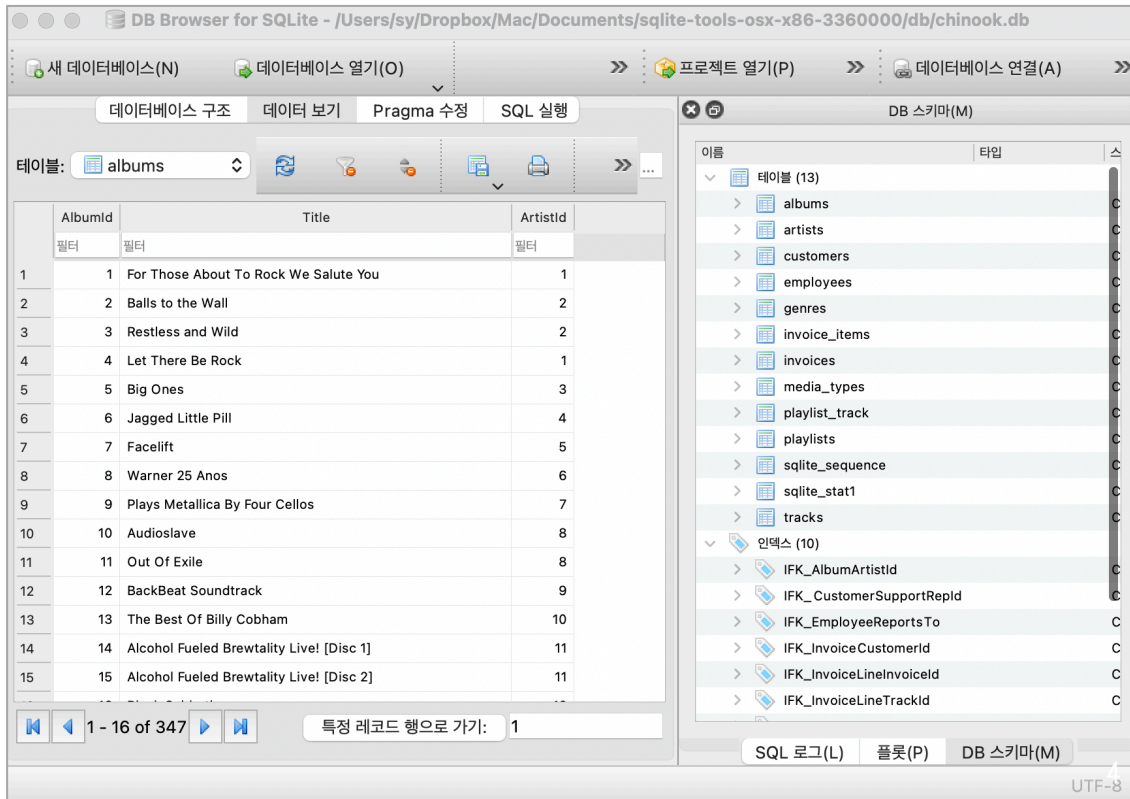 DB Browser for SQLite - /Users/sy/Dropbox/Mac/Documents/sqlite-tools-osx-x86-3360000/db/chinook.db
새 데이터베이스(N) 데이터베이스 열기(O) 프로젝트 열기(P) 데이터베이스 연결(A)
데이터베이스 구조 데이터 보기 Pragma 수정 SQL 실행
DB 스키마(M)
테이블: albums ...
AlbumId Title ArtistId
필터 필터 필터
1 1 For Those About To Rock We Salute You 1
2 2 Balls to the Wall 2
3 3 Restless and Wild 2
4 4 Let There Be Rock 1
5 5 Big Ones 3
6 6 Jagged Little Pill 4
7 7 Facelift 5
8 8 Warner 25 Anos 6
9 9 Plays Metallica By Four Cellos 7
10 10 Audioslave 8
11 11 Out Of Exile 8
12 12 BackBeat Soundtrack 9
13 13 The Best Of Billy Cobham 10
14 14 Alcohol Fueled Brewtality Live! [Disc 1] 11
15 15 Alcohol Fueled Brewtality Live! [Disc 2] 11
1 - 16 of 347 특정 레코드 행으로 가기: 1
이름 타입
테이블 (13)
albums
artists
customers
employees
genres
invoice_items
invoices
media_types
playlist_track
playlists
sqlite_sequence
sqlite_stat1
tracks
인덱스 (10)
IFK_AlbumArtistId
IFK_CustomerSupportRepId
IFK_EmployeeReportsTo
IFK_InvoiceCustomerId
IFK_InvoiceLineInvoiceId
IFK_InvoiceLineTrackId
SQL 로그(L) 플롯(P) DB 스키마(M)
4
UTF-8